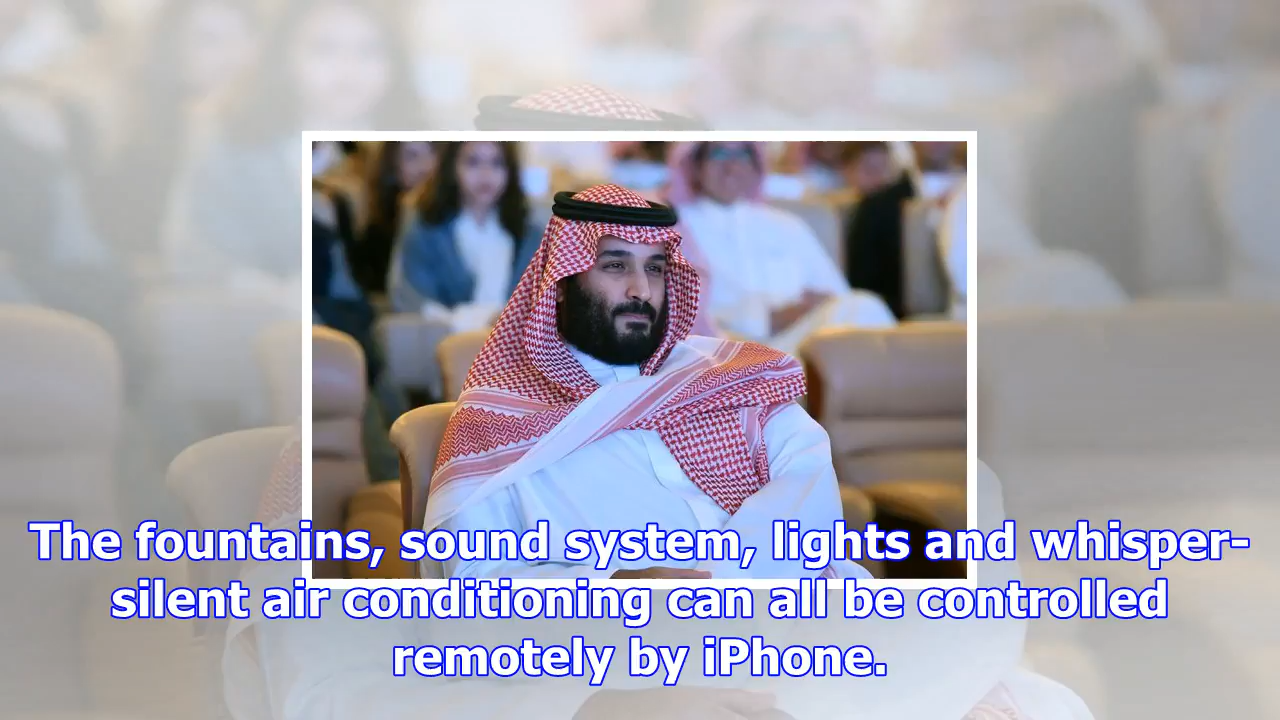 The fountains, sound system, lights and whisper-
silent air conditioning can all be controlled
remotely by iPhone.